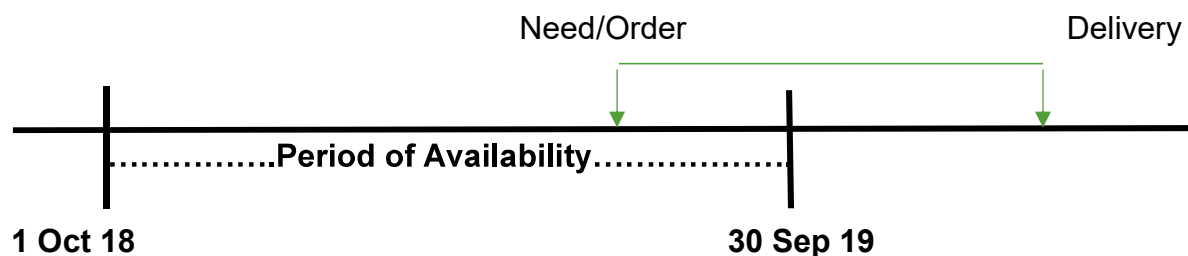 Need/Order Delivery
..............Period of Availability.................
1 Oct 18 30 Sep 19